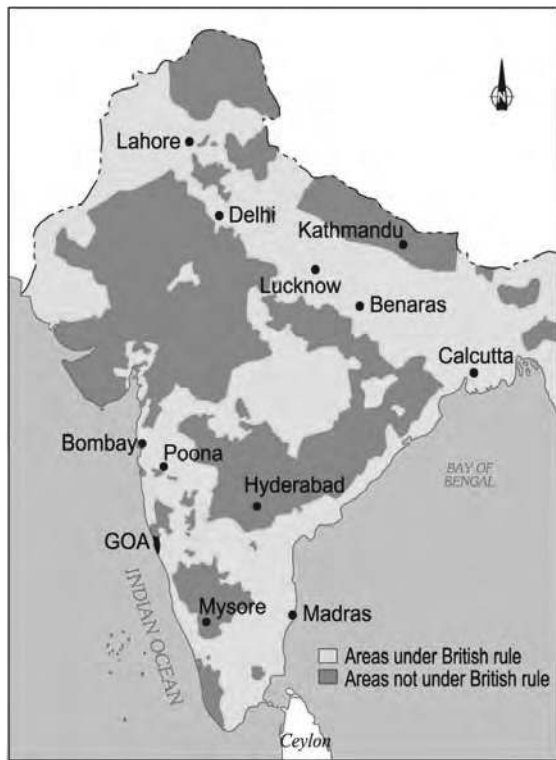 N
Lahore
Delhi
Kathmandu
Lucknow
Benaras
Calcutta
Bombay
Poona
BAY OF
BENGAL
Hyderabad
GOA
INDIAN OCEAN
Mysore
Madras
Areas under British rule
Areas not under British rule
Ceylon